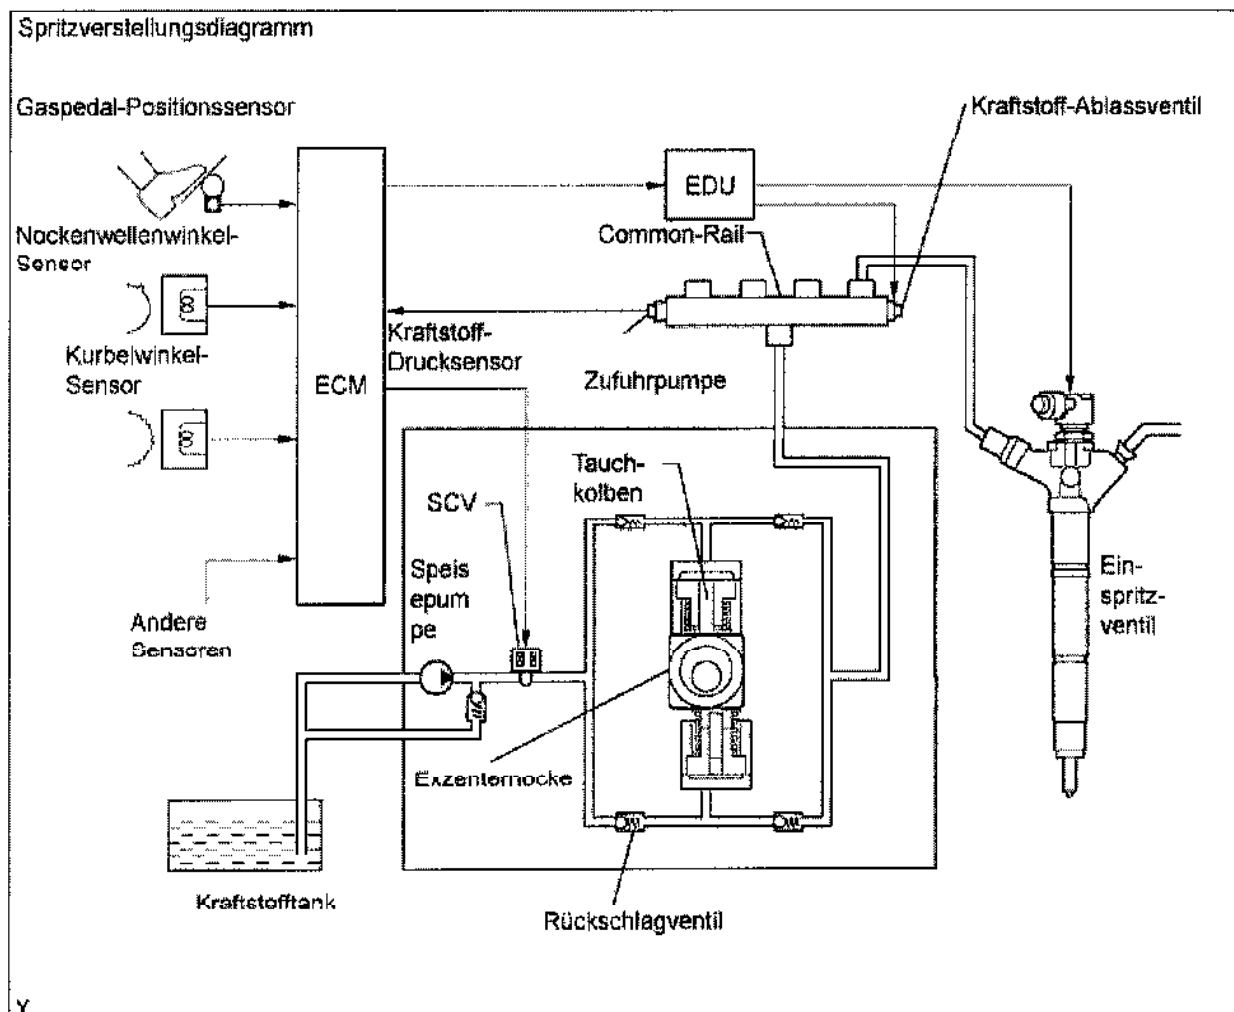 Spritzverstellungsdiagramm
Gaspedal-Positionssensor
Kraftstoff-Ablassventil
EDU
Nockenwellenwinkel-
Sensor
Common-Rail
Kurbelwinkel-
Sensor
ECM
Kraftstoff-
Drucksensor
Zufuhrpumpe
Tauch-
kolben
SCV
Speis
epum
pe
Ein-
spritz-
ventil
Andere
Sensoren
Exzenternocke
Kraftstofftank
Rückschlagventil
Y